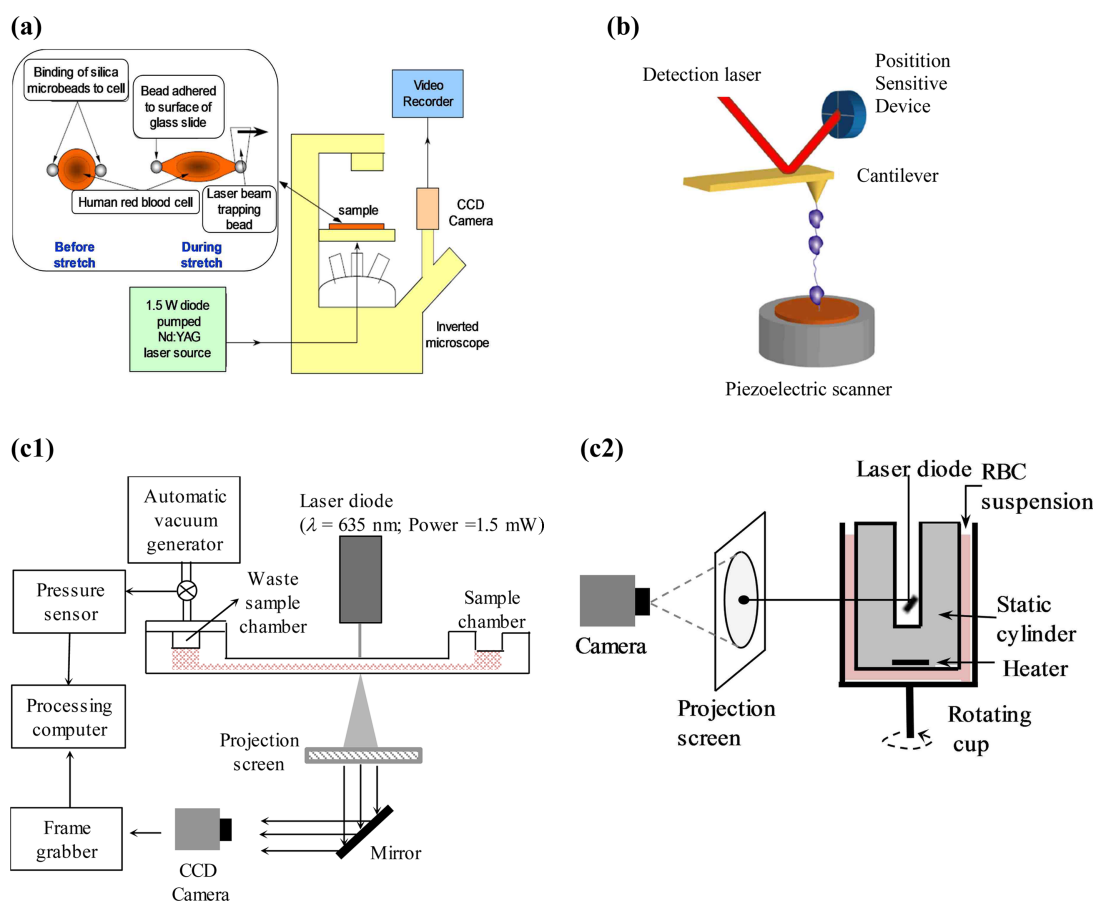 (a)
Binding of silica
microbeads to cell
Bead adhered
to surface of
glass slide
Human red blood cell
Laser beam
trapping
bead
Before
stretch
During
stretch
Video
Recorder
CCD
Camera
sample
1.5 W diode
pumped
Nd:YAG
laser source
Inverted
microscope
(b)
Detection laser
Positition
Sensitive
Device
Cantilever
Piezoelectric scanner
(c1)
Automatic
vacuum
generator
Laser diode
(λ = 635 nm; Power =1.5 mW)
Pressure
sensor
Waste
sample
chamber
Sample
chamber
Processing
computer
Projection
screen
Frame
grabber
CCD
Camera
Mirror
(c2)
Laser diode
RBC
suspension
Camera
Projection
screen
Static
cylinder
Heater
Rotating
cup